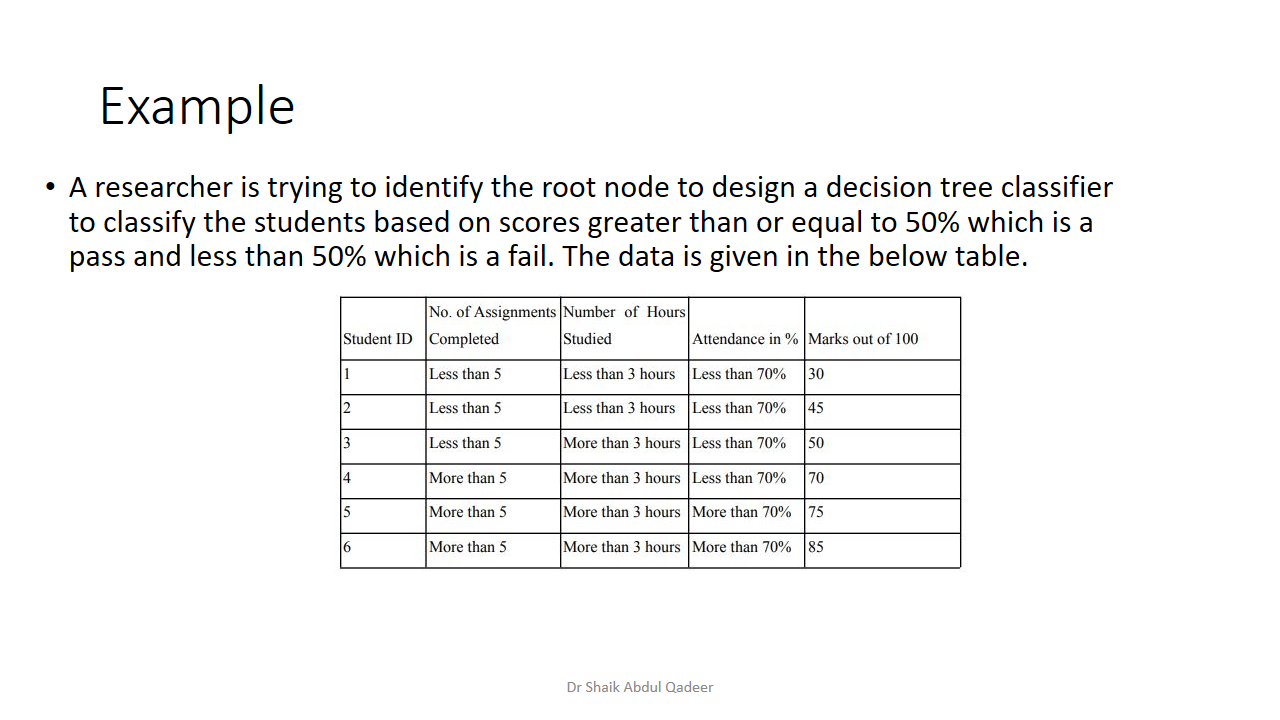 Example
• A researcher is trying to identify the root node to design a decision tree classifier
to classify the students based on scores greater than or equal to 50% which is a
pass and less than 50% which is a fail. The data is given in the below table.
Student ID No. of Assignments Completed Number of Hours Studied Attendance in % Marks out of 100
1 Less than 5 Less than 3 hours Less than 70% 30
2 Less than 5 Less than 3 hours Less than 70% 45
3 Less than 5 More than 3 hours Less than 70% 50
4 More than 5 More than 3 hours Less than 70% 70
5 More than 5 More than 3 hours More than 70% 75
6 More than 5 More than 3 hours More than 70% 85
Dr Shaik Abdul Qadeer